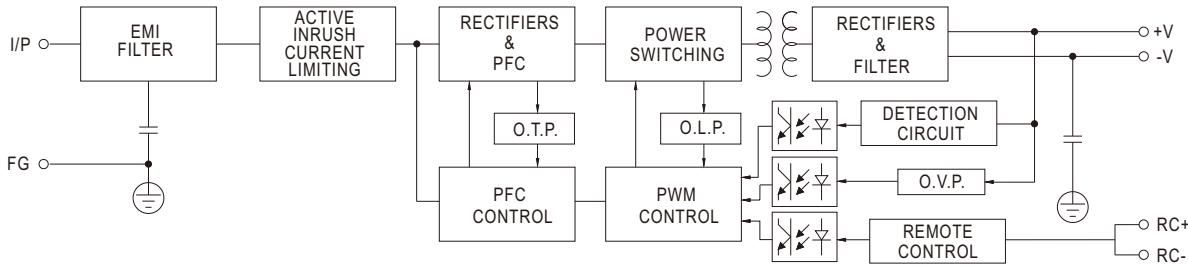 I/P
EMI
FILTER
ACTIVE
INRUSH
CURRENT
LIMITING
RECTIFIERS
&
PFC
POWER
SWITCHING
RECTIFIERS
&
FILTER
+V
-V
O.T.P.
O.L.P.
DETECTION
CIRCUIT
FG
PFC
CONTROL
PWM
CONTROL
O.V.P.
REMOTE
CONTROL
RC+
RC-